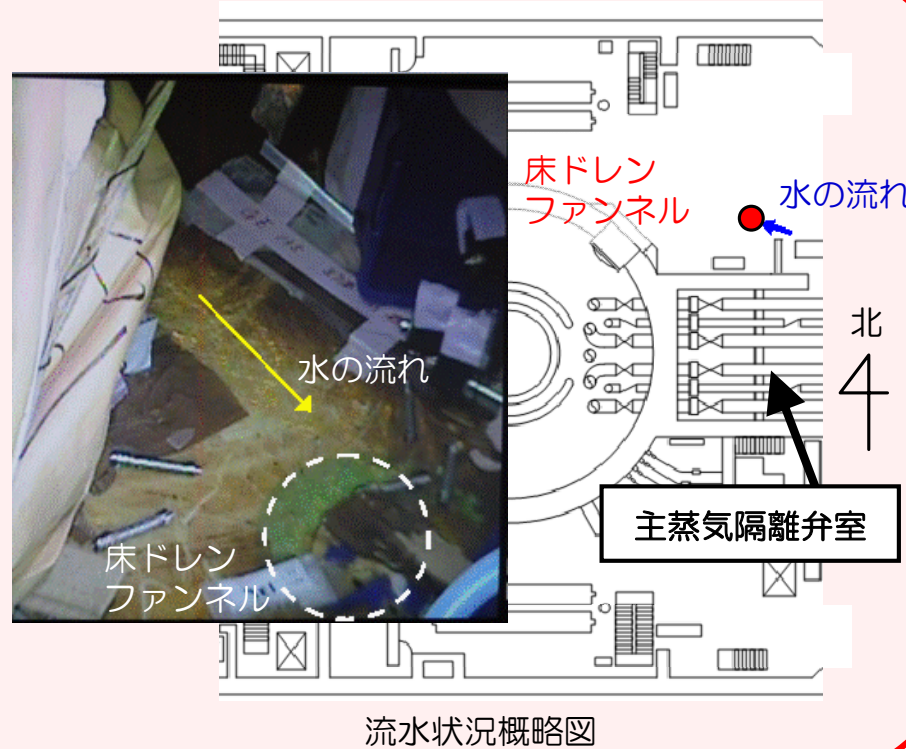 床ドレン
ファンネル
水の流れ
北
水の流れ
主蒸気隔離弁室
床ドレン
ファンネル
流水状況概略図